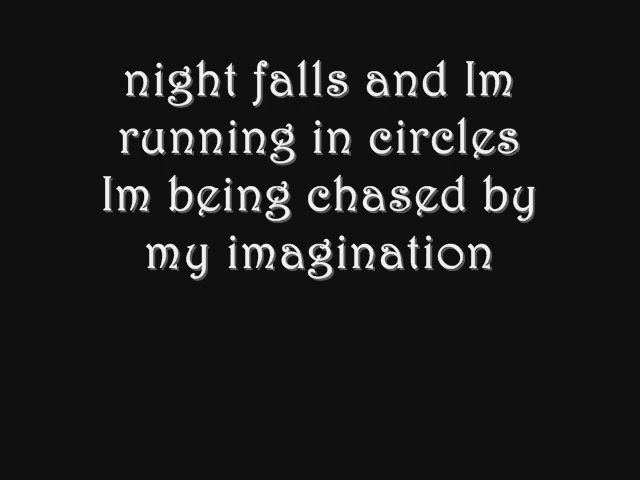 night falls and Im
running in circles
Im being chased by
my imagination